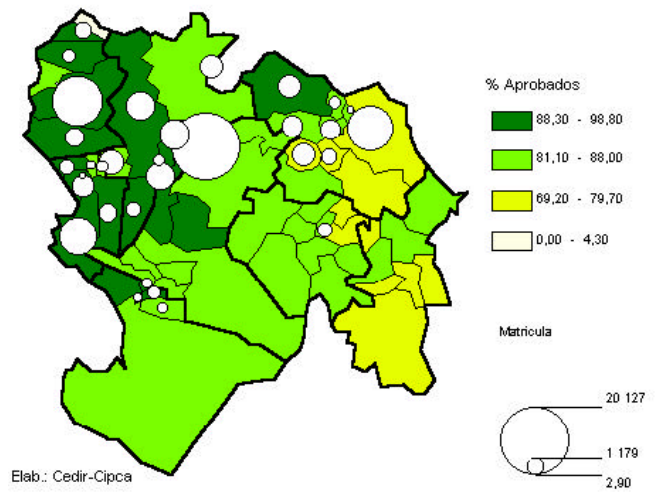 % Aprobados
88,30 - 98,80
81,10 - 88,00
69,20 - 79,70
0,00 - 4,30
Matricula
20 127
1 179
2,90
Elab.: Cedir-Cipca